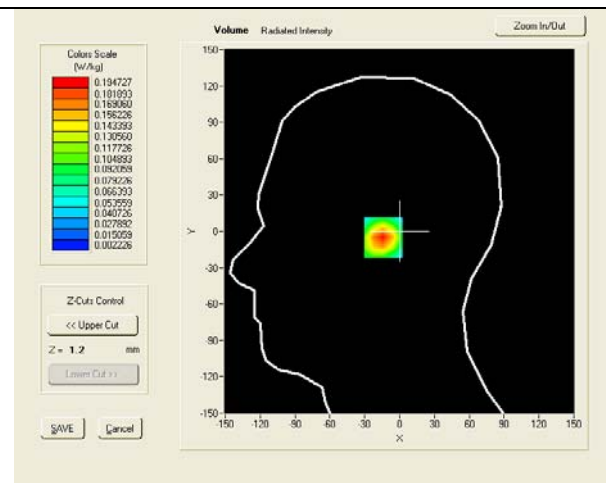 Volume Radiated Intensity
Zoom In/Out
Colors Scale
(W/kg)
0.194727
0.181893
0.169060
0.156226
0.143393
0.130560
0.117726
0.104893
0.092059
0.079226
0.066393
0.053559
0.040726
0.027892
0.015059
0.002226
Z-Cuts Control
<< Upper Cut
Z = 1.2 mm
Lower Cut >>
SAVE
Cancel
150
120
90
60
30
0
-30
-60
-90
-120
-150
Y
-150 -120 -90 -60 -30 0 30 60 90 120 150
X